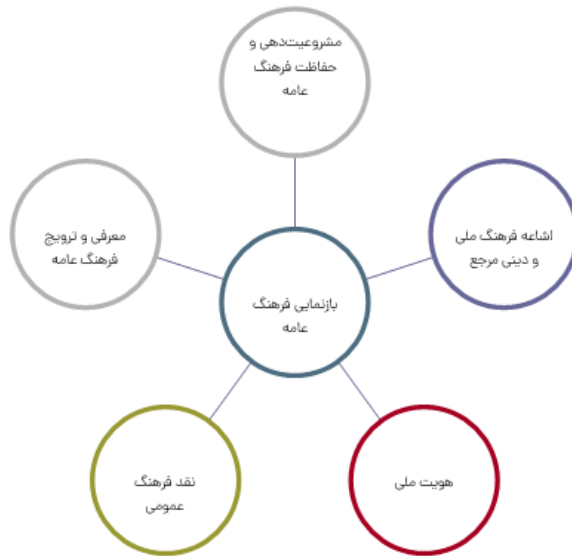 مشروعیت‌دهی و
حفاظت فرهنگ
عامه
اشاعه فرهنگ ملی
و دینی مرجع
معرفی و ترویج
فرهنگ عامه
بازنمایی فرهنگ
عامه
هویت ملی
نقد فرهنگ
عمومی